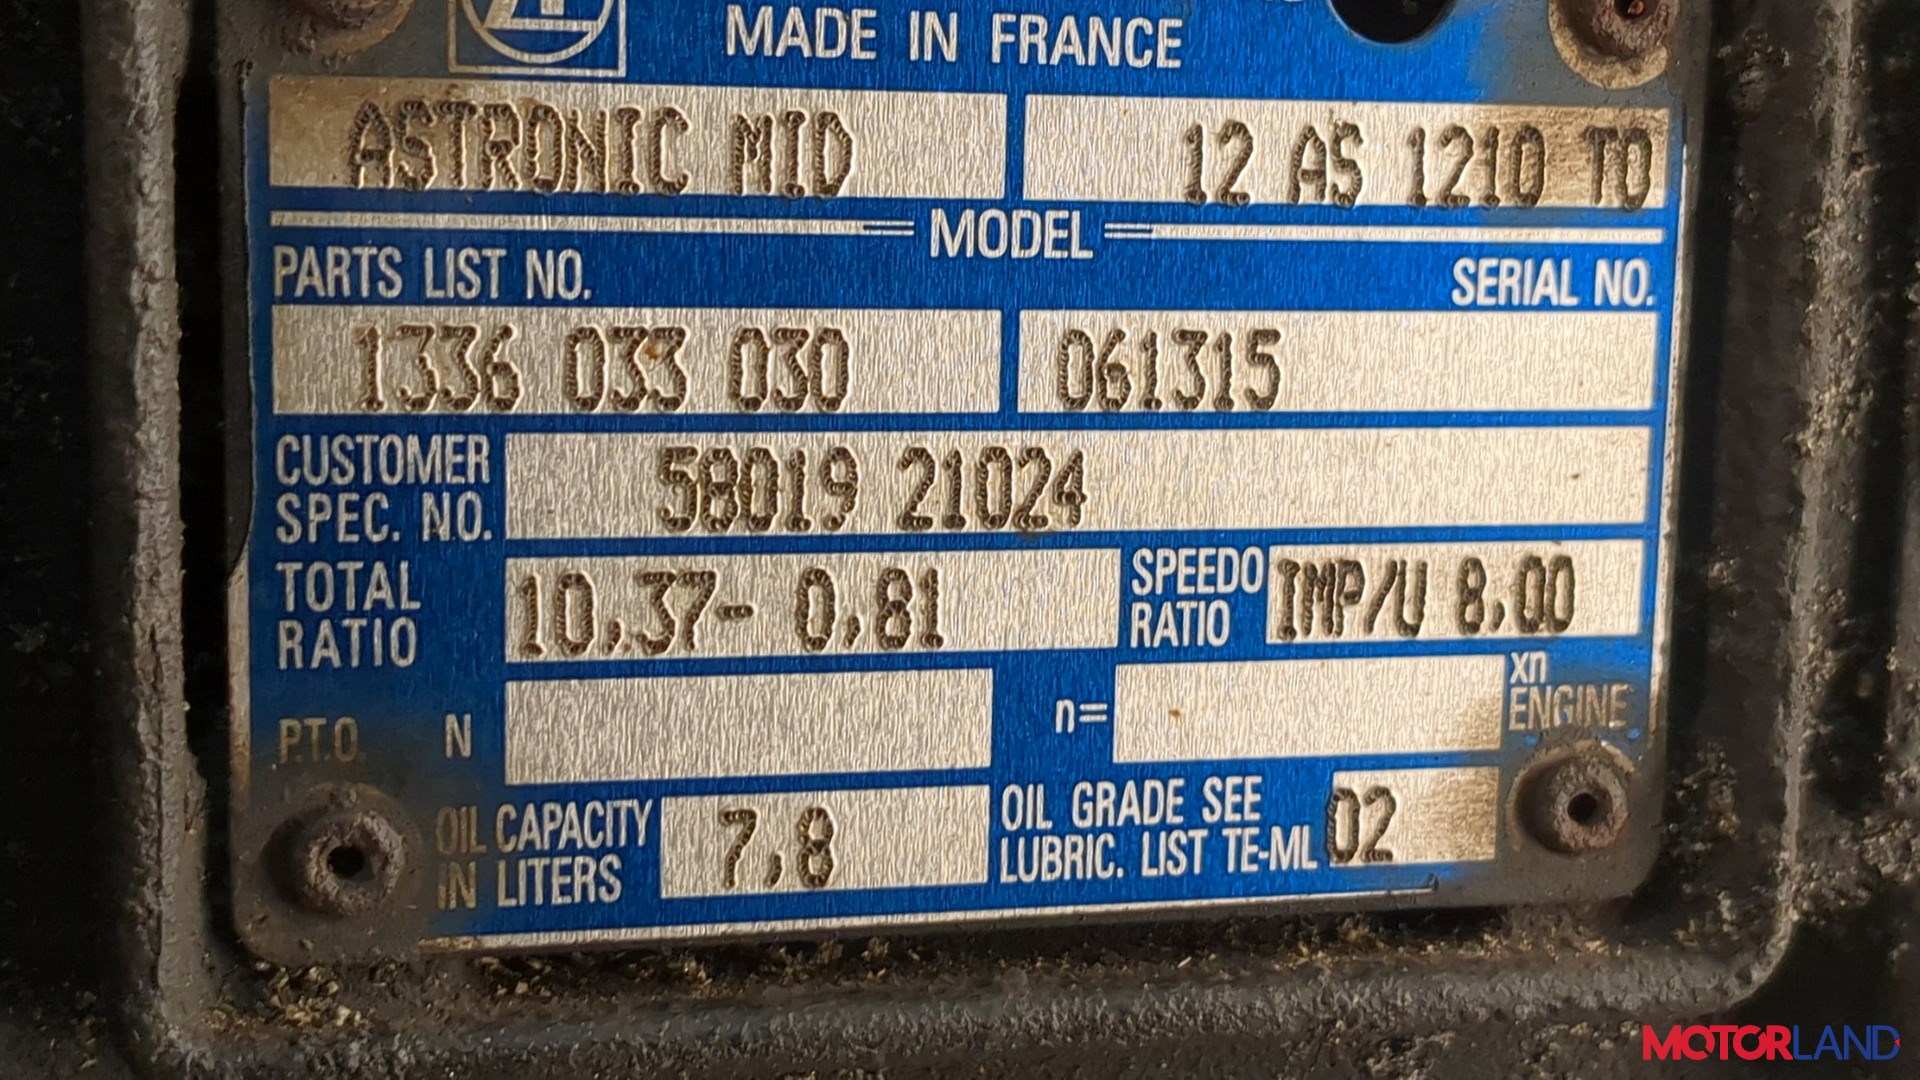 ZF
MADE IN FRANCE
ASTRONIC MID 12 AS 1210 TO
MODEL
PARTS LIST NO. SERIAL NO.
1336 033 030 061315
CUSTOMER SPEC. NO. 58019 21024
TOTAL RATIO 10,37- 0,81 SPEEDO RATIO IMP/U 8,00
P.T.O. N n= xn ENGINE
OIL CAPACITY IN LITERS 7,8 OIL GRADE SEE LUBRIC. LIST TE-ML 02
MOTORLAND